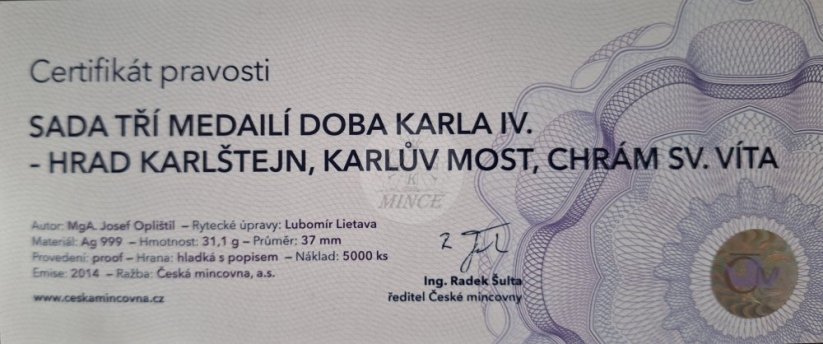 Certifikát pravosti
SADA TŘÍ MEDAILÍ DOBA KARLA IV.
- HRAD KARLŠTEJN, KARLŮV MOST, CHRÁM SV. VÍTA
K
MINCE
Autor: MgA. Josef Oplištil – Rytecké úpravy: Lubomír Lietava
Materiál: Ag 999 – Hmotnost: 31,1 g – Průměr: 37 mm
Provedení: proof – Hrana: hladká s popisem – Náklad: 5000 ks
Emise: 2014 – Ražba: Česká mincovna, a.s.
www.ceskamincovna.cz
Ing. Radek Šulta
ředitel České mincovny